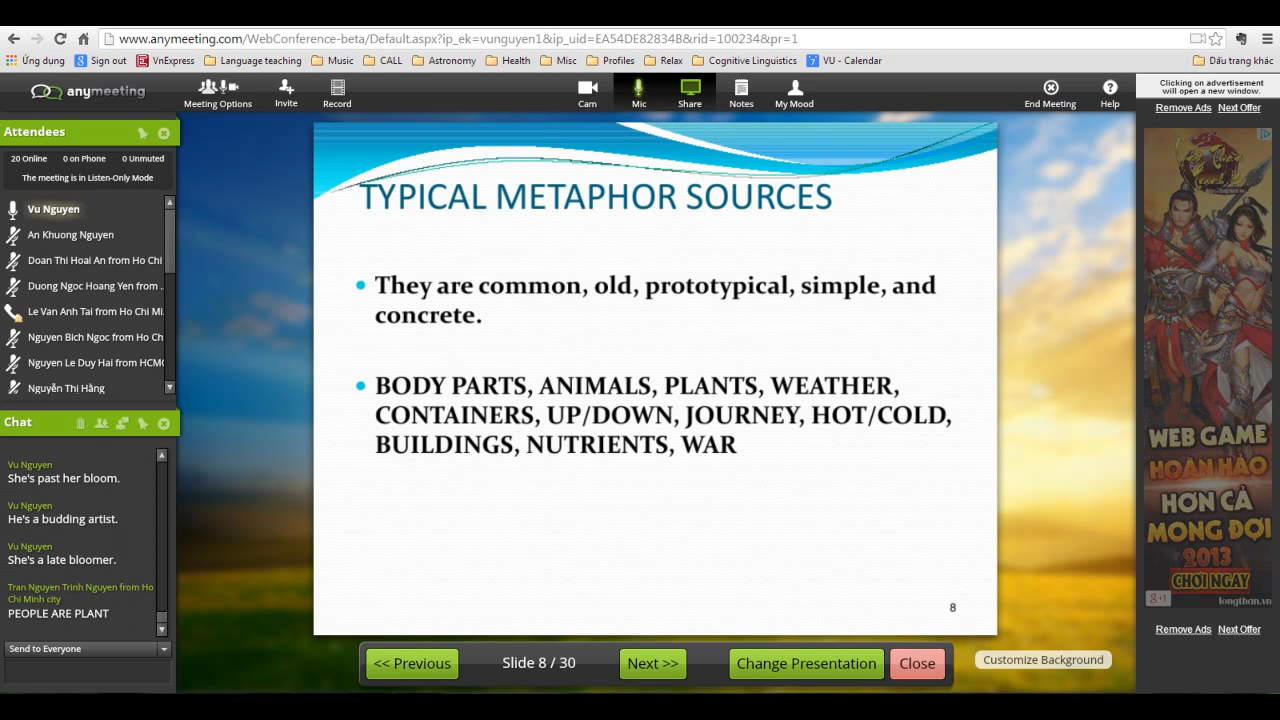 www.anymeeting.com/WebConference-beta/Default.aspx?ip_ek=vunguyen1&ip_uid=EA54DE82834B&rid=100234&pr=1
Ứng dụng Sign out VnExpress Language teaching Music CALL Astronomy Health Misc Profiles Relax Cognitive Linguistics 7 VU - Calendar Dấu trang khác
anymeeting
Meeting Options Invite Record Cam Mic Share Notes My Mood End Meeting Help
Clicking on advertisement
will open a new window.
Remove Ads Next Offer
Attendees
20 Online 0 on Phone 0 Unmuted
The meeting is in Listen-Only Mode
Vu Nguyen
An Khuong Nguyen
Doan Thi Hoai An from Ho Chi
Duong Ngoc Hoang Yen from ..
Le Van Anh Tai from Ho Chi Mi.
Nguyen Bich Ngoc from Ho Ch
Nguyen Le Duy Hai from HCMC
Nguyễn Thị Hằng
Chat
Vu Nguyen
She's past her bloom.
Vu Nguyen
He's a budding artist.
Vu Nguyen
She's a late bloomer.
Tran Nguyen Trinh Nguyen from Ho
Chi Minh city
PEOPLE ARE PLANT
Send to Everyone
TYPICAL METAPHOR SOURCES
• They are common, old, prototypical, simple, and
concrete.
• BODY PARTS, ANIMALS, PLANTS, WEATHER,
CONTAINERS, UP/DOWN, JOURNEY, HOT/COLD,
BUILDINGS, NUTRIENTS, WAR
8
<< Previous Slide 8 / 30 Next >> Change Presentation Close
Customize Background
WEB GAME
HOÀN HẢO
HƠN CẢ
MONG ĐỢI
2013
CHƠI NGAY
g+1 longthan.vn
Remove Ads Next Offer